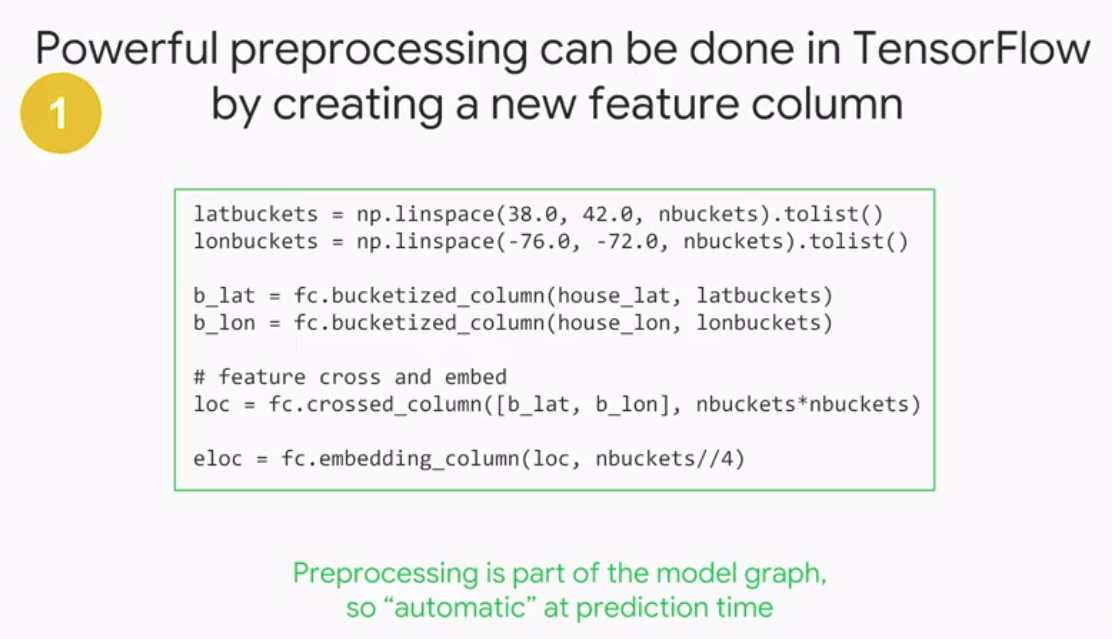 Powerful preprocessing can be done in TensorFlow
1
by creating a new feature column
latbuckets = np.linspace(38.0, 42.0, nbuckets).tolist()
lonbuckets = np.linspace(-76.0, -72.0, nbuckets).tolist()
b_lat = fc.bucketized_column(house_lat, latbuckets)
b_lon = fc.bucketized_column(house_lon, lonbuckets)
# feature cross and embed
loc = fc.crossed_column([b_lat, b_lon], nbuckets*nbuckets)
eloc = fc.embedding_column(loc, nbuckets//4)
Preprocessing is part of the model graph,
so “automatic” at prediction time